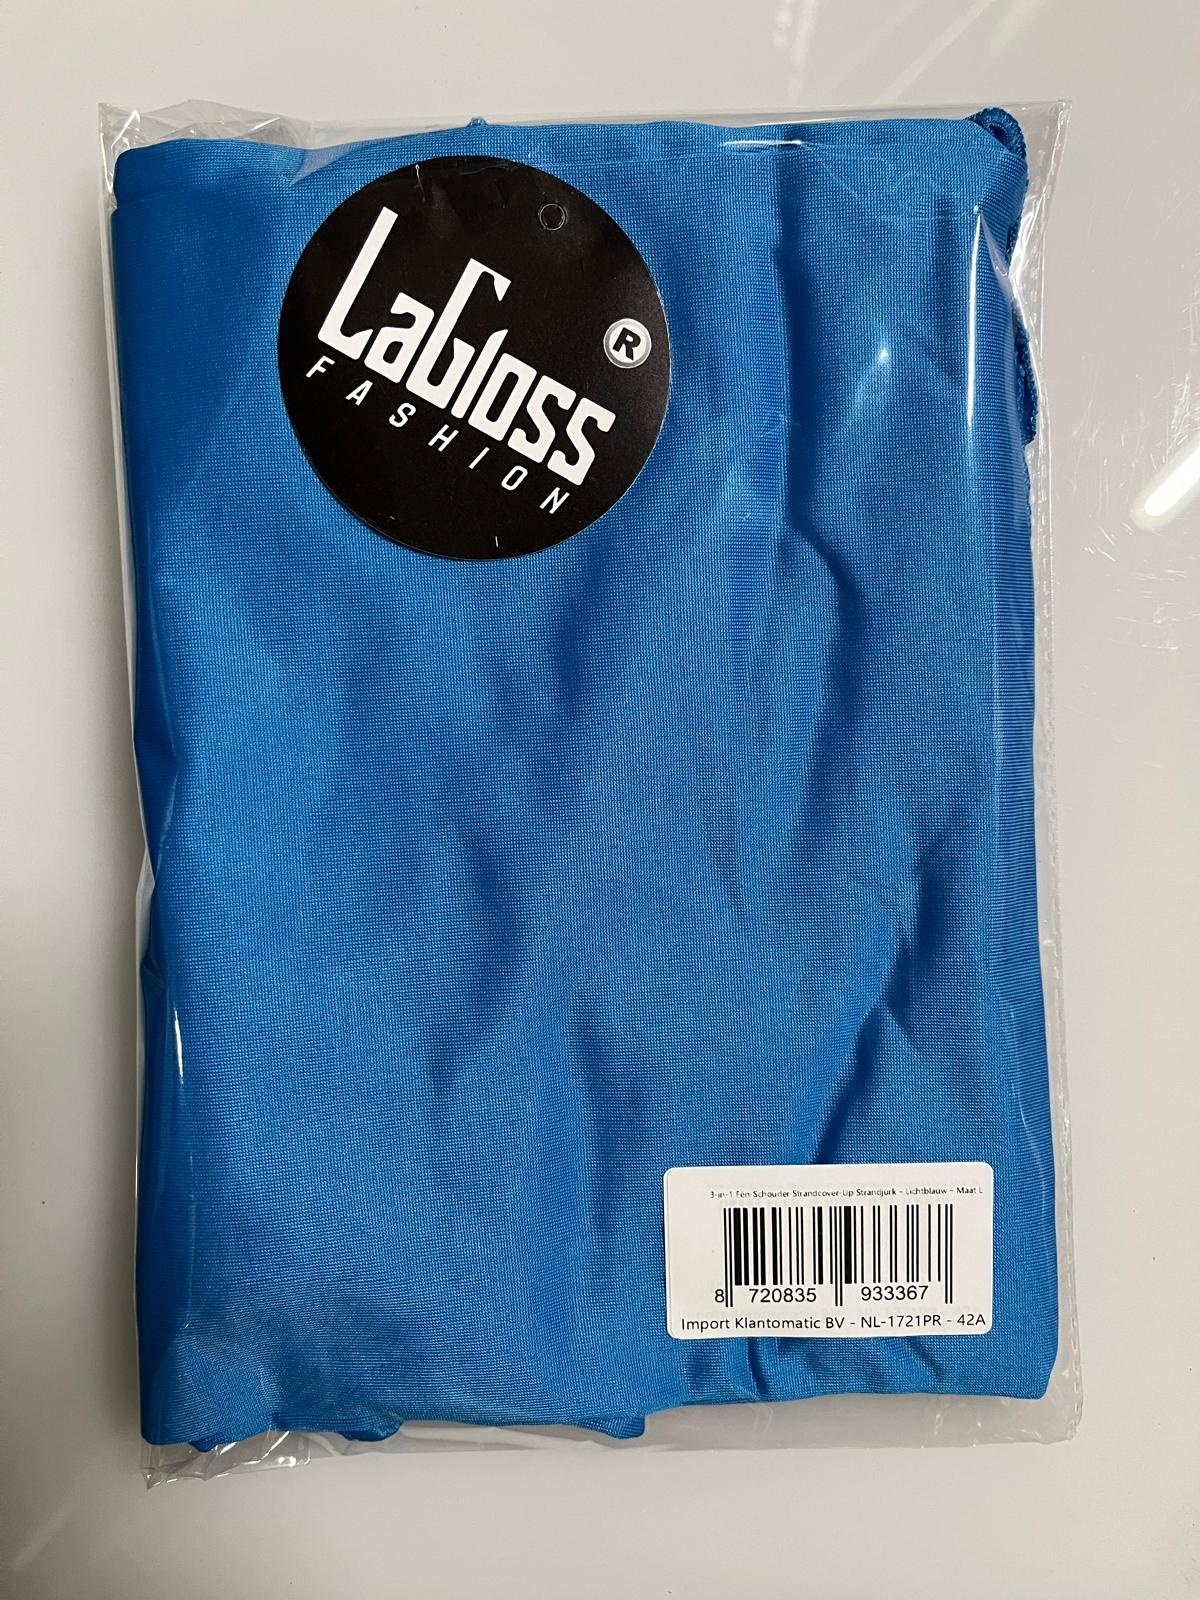 LaGloss
®
FASHION
3-in-1 Fén-Schouder Strandcover-Up Strandjurk – Lichtblauw – Maat L
8 720835 933367
Import Klantomatic BV - NL-1721PR - 42A